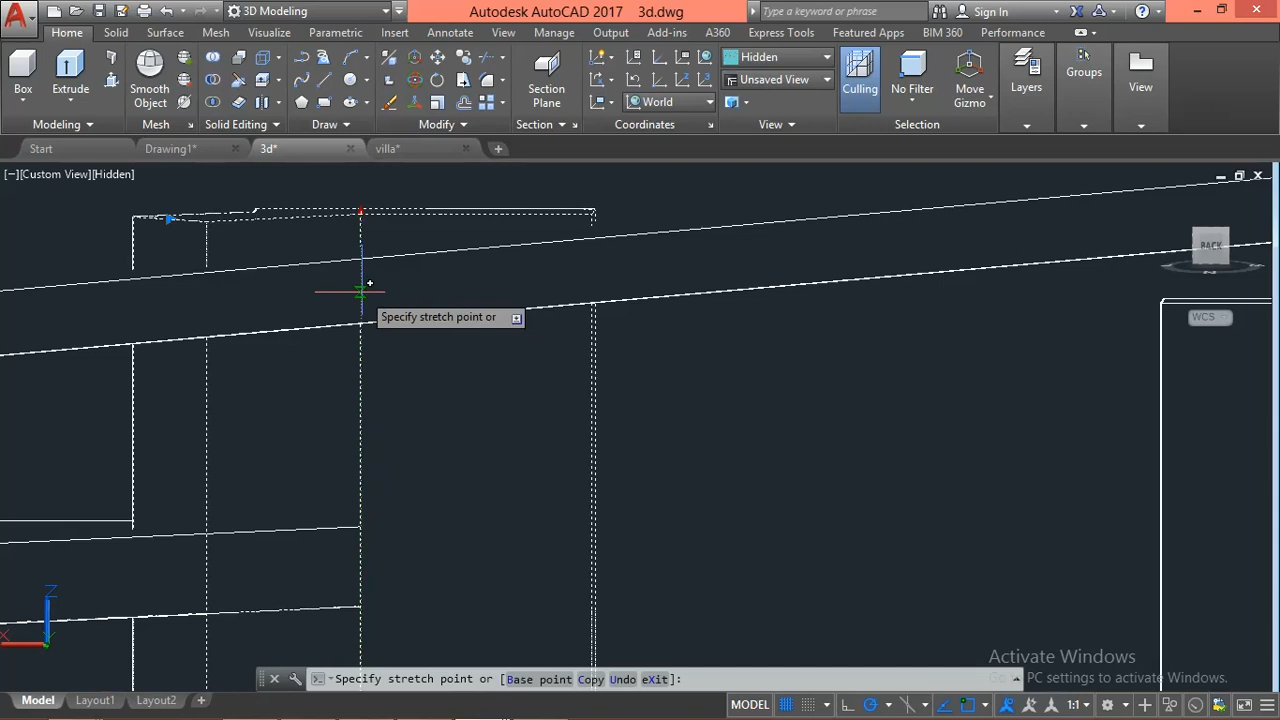 Autodesk AutoCAD 2017 3d.dwg
3D Modeling
Type a keyword or phrase
Sign In
Home Solid Surface Mesh Visualize Parametric Insert Annotate View Manage Output Add-ins A360 Express Tools Featured Apps BIM 360 Performance
Box
Extrude
Smooth
Object
Section
Plane
Hidden
Unsaved View
World
Culling
No Filter
Move
Gizmo
Layers
Groups
View
Modeling Mesh Solid Editing Draw Modify Section Coordinates View Selection
Start Drawing1* 3d* villa*
[−][Custom View][Hidden]
BACK
WCS
Specify stretch point or
Z
X
Activate Windows
Go to PC settings to activate Windows.
Specify stretch point or [Base point Copy Undo eXit]:
Model Layout1 Layout2
MODEL
1:1